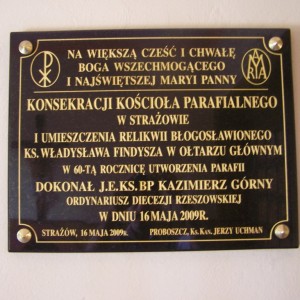 NA WIĘKSZĄ CZEŚĆ I CHWAŁĘ
BOGA WSZECHMOGĄCEGO
I NAJŚWIĘTSZEJ MARYI PANNY
KONSEKRACJI KOŚCIOŁA PARAFIALNEGO
W STRAŻOWIE
I UMIESZCZENIA RELIKWII BŁOGOSŁAWIONEGO
KS. WŁADYSŁAWA FINDYSZA W OŁTARZU GŁÓWNYM
W 60-TĄ ROCZNICĘ UTWORZENIA PARAFII
DOKONAŁ J.E.KS.BP KAZIMIERZ GÓRNY
ORDYNARIUSZ DIECEZJI RZESZOWSKIEJ
W DNIU 16 MAJA 2009R.
STRAŻÓW, 16 MAJA 2009R. PROBOSZCZ, KS. KAN. JERZY UCHMAN